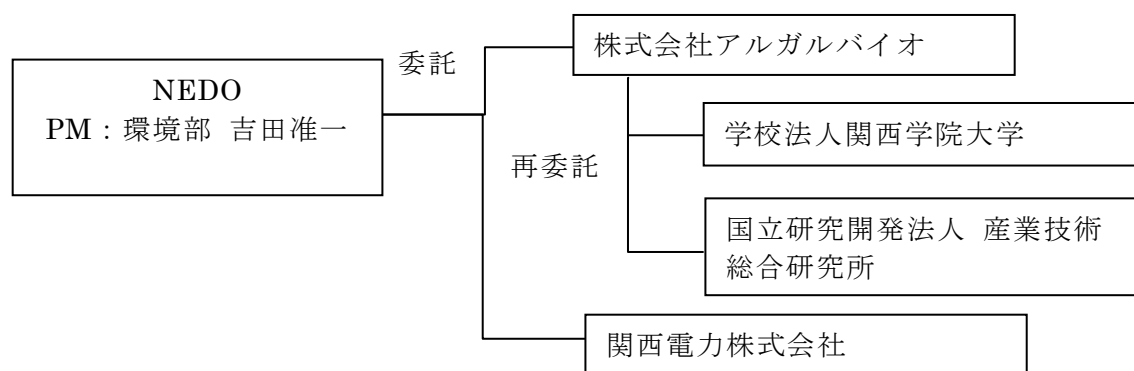 株式会社アルガルバイオ
委託
NEDO
PM：環境部 吉田准一
学校法人関西学院大学
再委託
国立研究開発法人 産業技術
総合研究所
関西電力株式会社